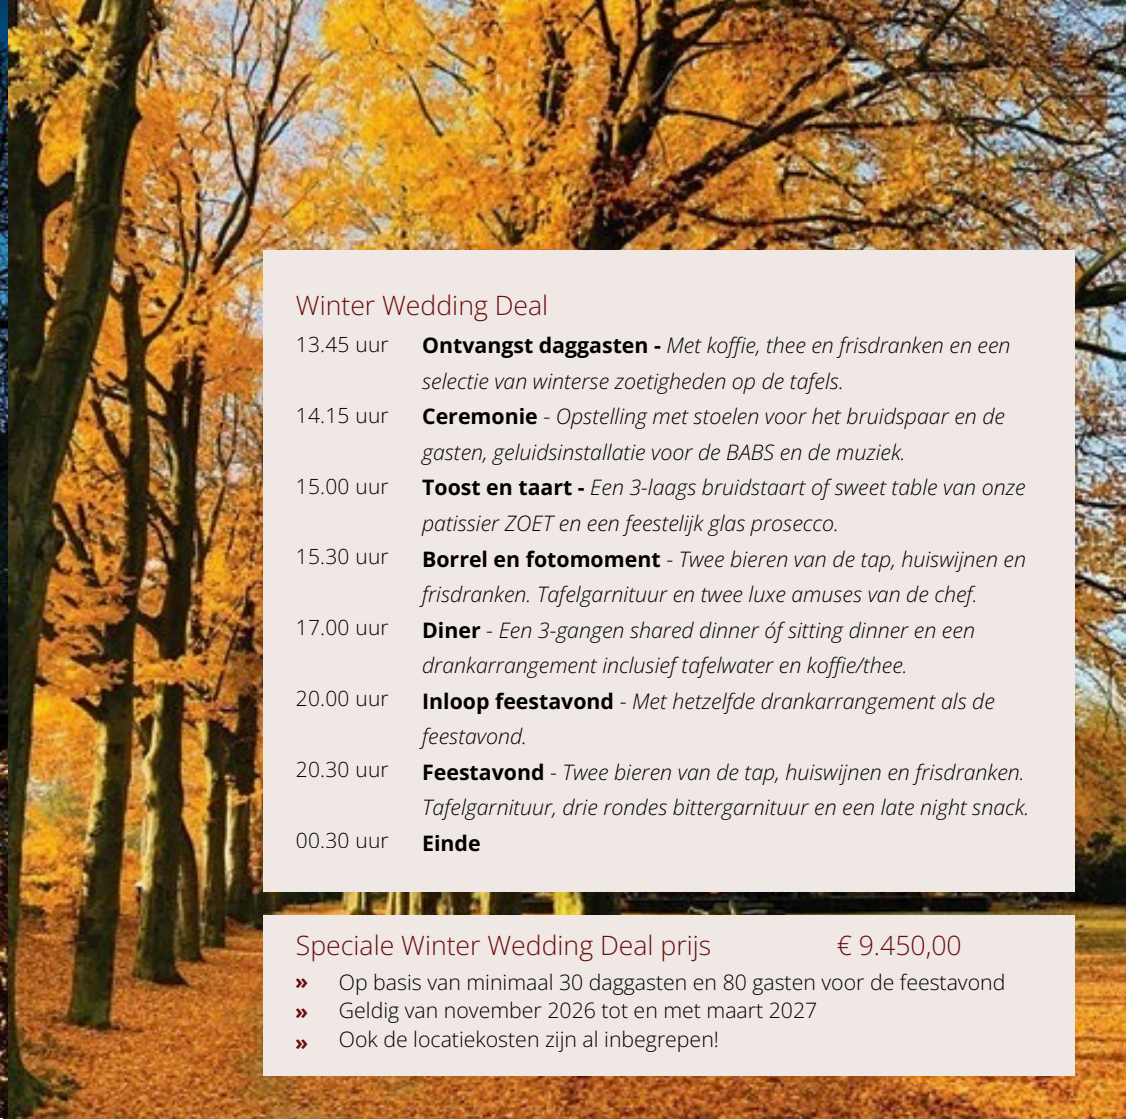 Winter Wedding Deal
13.45 uur Ontvangst daggasten - Met koffie, thee en frisdranken en een
selectie van winterse zoetigheden op de tafels.
14.15 uur Ceremonie - Opstelling met stoelen voor het bruidspaar en de
gasten, geluidsinstallatie voor de BABS en de muziek.
15.00 uur Toost en taart - Een 3-laags bruidstaart of sweet table van onze
patissier ZOET en een feestelijk glas prosecco.
15.30 uur Borrel en fotomoment - Twee bieren van de tap, huiswijnen en
frisdranken. Tafelgarnituur en twee luxe amuses van de chef.
17.00 uur Diner - Een 3-gangen shared dinner óf sitting dinner en een
drankarrangement inclusief tafelwater en koffie/thee.
20.00 uur Inloop feestavond - Met hetzelfde drankarrangement als de
feestavond.
20.30 uur Feestavond - Twee bieren van de tap, huiswijnen en frisdranken.
Tafelgarnituur, drie rondes bittergarnituur en een late night snack.
00.30 uur Einde
Speciale Winter Wedding Deal prijs € 9.450,00
» Op basis van minimaal 30 daggasten en 80 gasten voor de feestavond
» Geldig van november 2026 tot en met maart 2027
» Ook de locatiekosten zijn al inbegrepen!